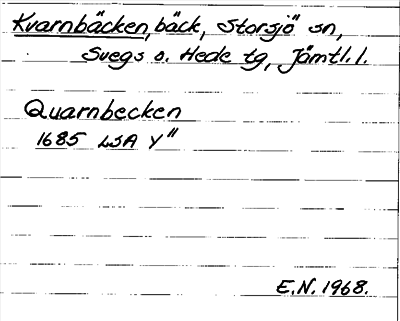 Kvarnbäcken, bäck, Storsjö sn,
Svegs o. Hede tg, Jämtl. l.
Quarnbecken
1685 LSA Y"
E.N. 1968.